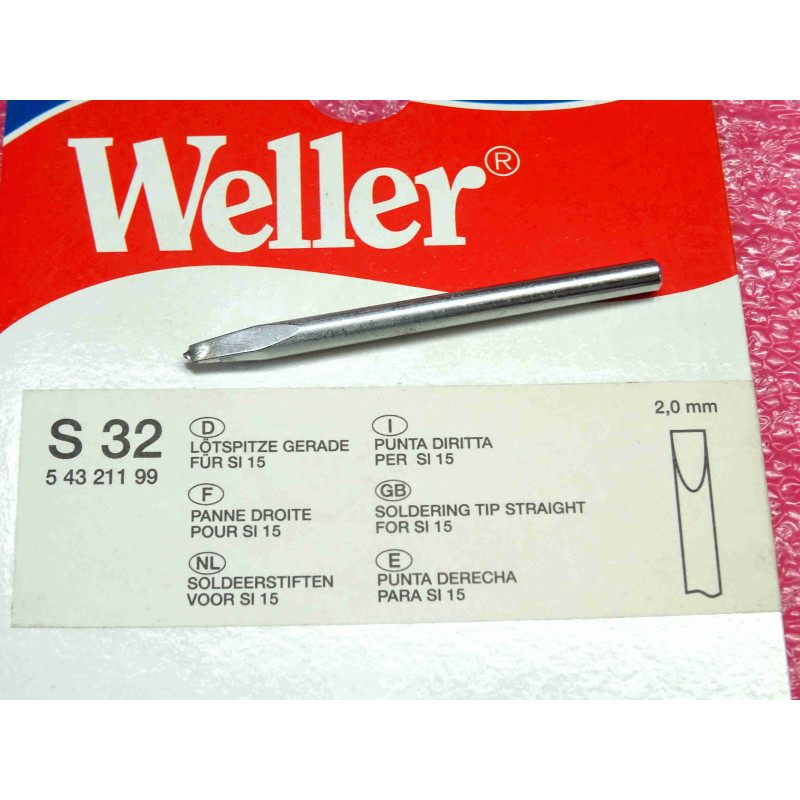 Weller®
S 32
5 43 211 99
D
LÖTSPITZE GERADE
FÜR SI 15
F
PANNE DROITE
POUR SI 15
NL
SOLDEERSTIFTEN
VOOR SI 15
I
PUNTA DIRITTA
PER SI 15
GB
SOLDERING TIP STRAIGHT
FOR SI 15
E
PUNTA DERECHA
PARA SI 15
2,0 mm